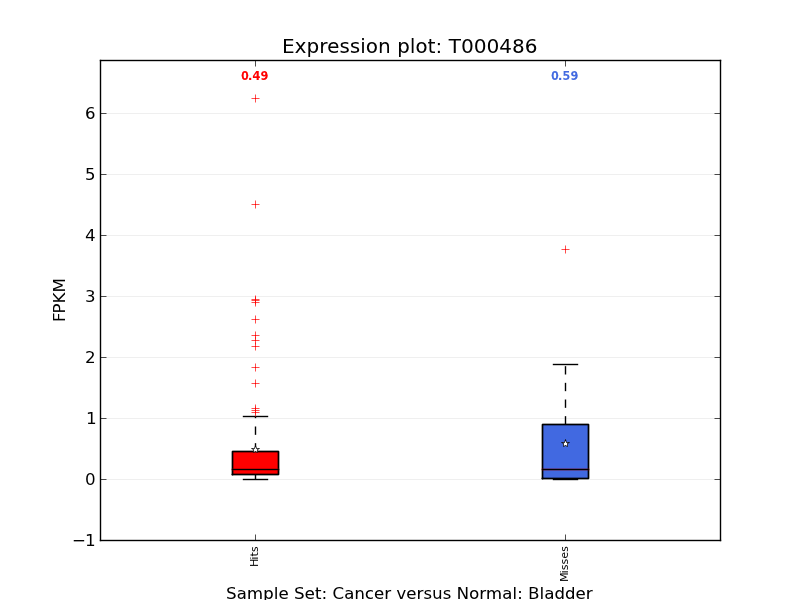 Expression plot: T000486
0.49
0.59
6
5
4
3
2
1
0
−1
FPKM
Hits
Misses
Sample Set: Cancer versus Normal: Bladder